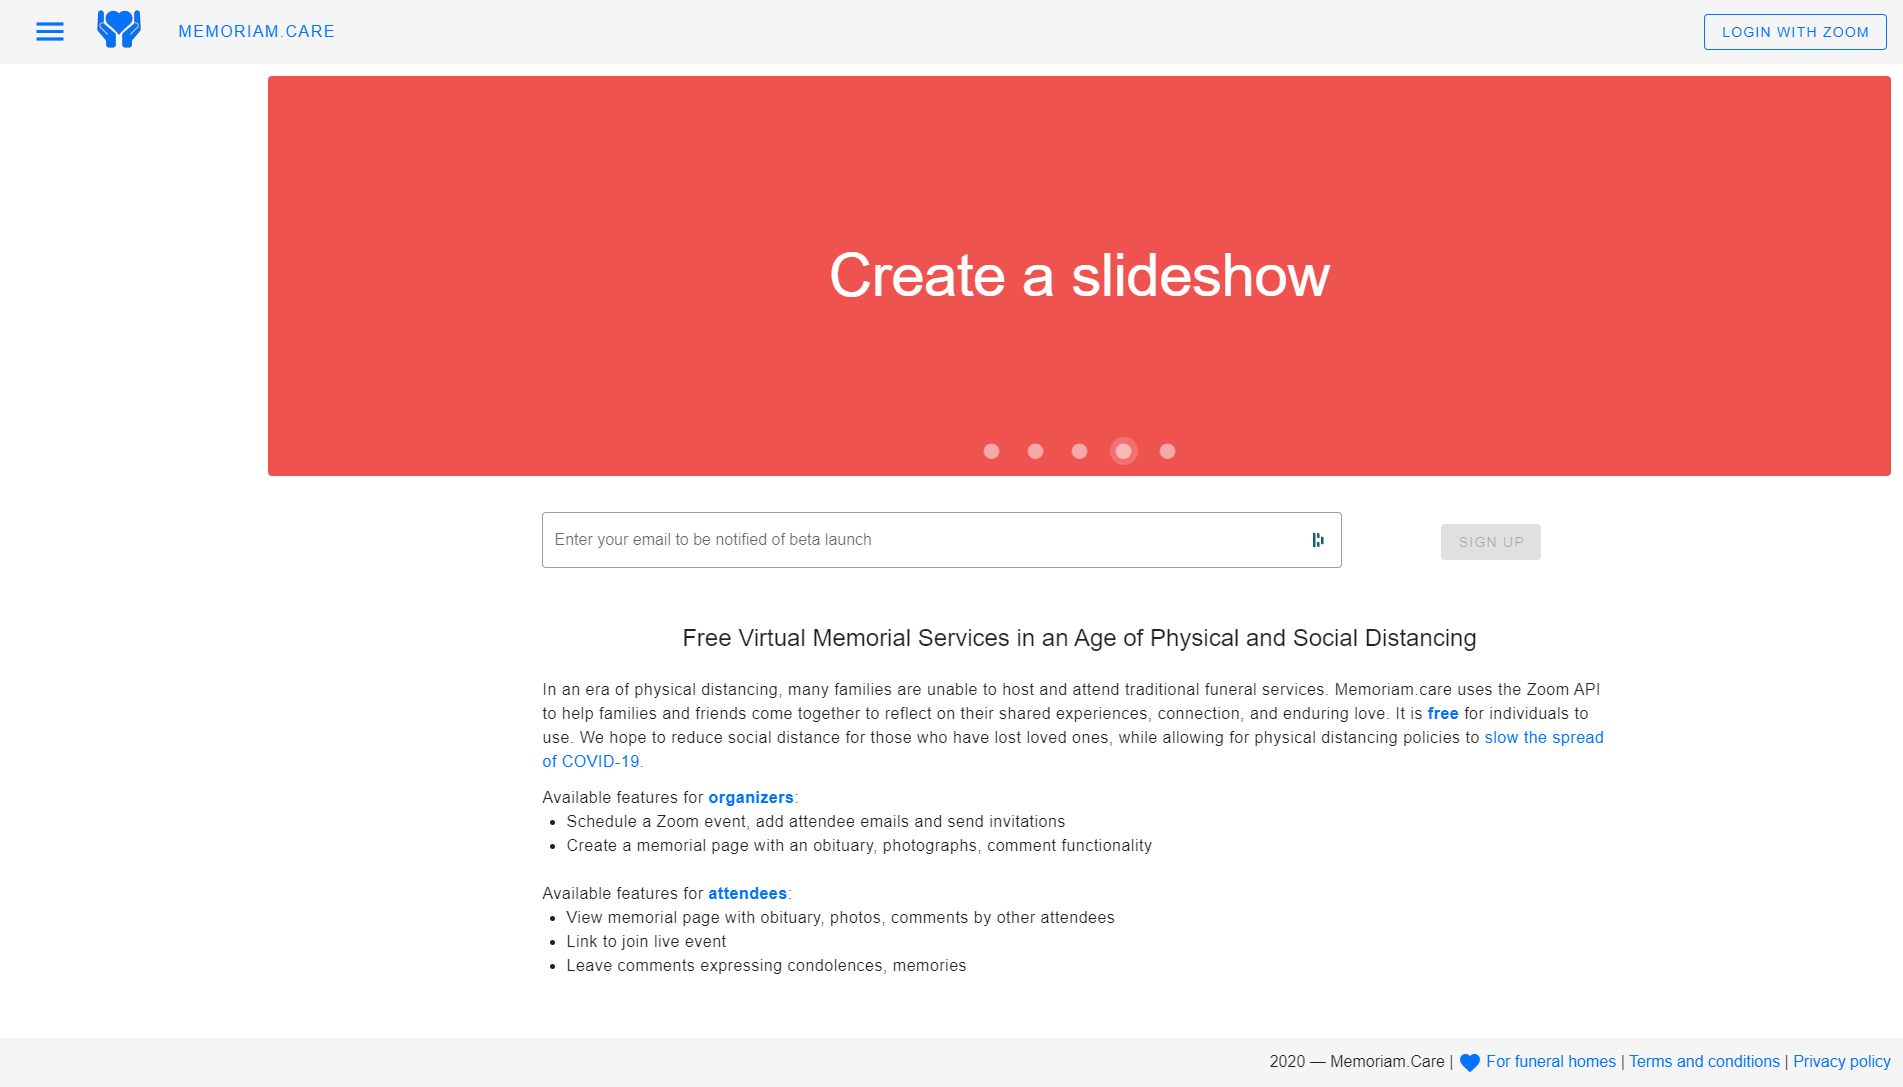 MEMORIAM.CARE
LOGIN WITH ZOOM
Create a slideshow
Enter your email to be notified of beta launch
SIGN UP
Free Virtual Memorial Services in an Age of Physical and Social Distancing
In an era of physical distancing, many families are unable to host and attend traditional funeral services. Memoriam.care uses the Zoom API
to help families and friends come together to reflect on their shared experiences, connection, and enduring love. It is free for individuals to
use. We hope to reduce social distance for those who have lost loved ones, while allowing for physical distancing policies to slow the spread
of COVID-19.
Available features for organizers:
• Schedule a Zoom event, add attendee emails and send invitations
• Create a memorial page with an obituary, photographs, comment functionality
Available features for attendees:
• View memorial page with obituary, photos, comments by other attendees
• Link to join live event
• Leave comments expressing condolences, memories
2020 — Memoriam.Care | For funeral homes | Terms and conditions | Privacy policy